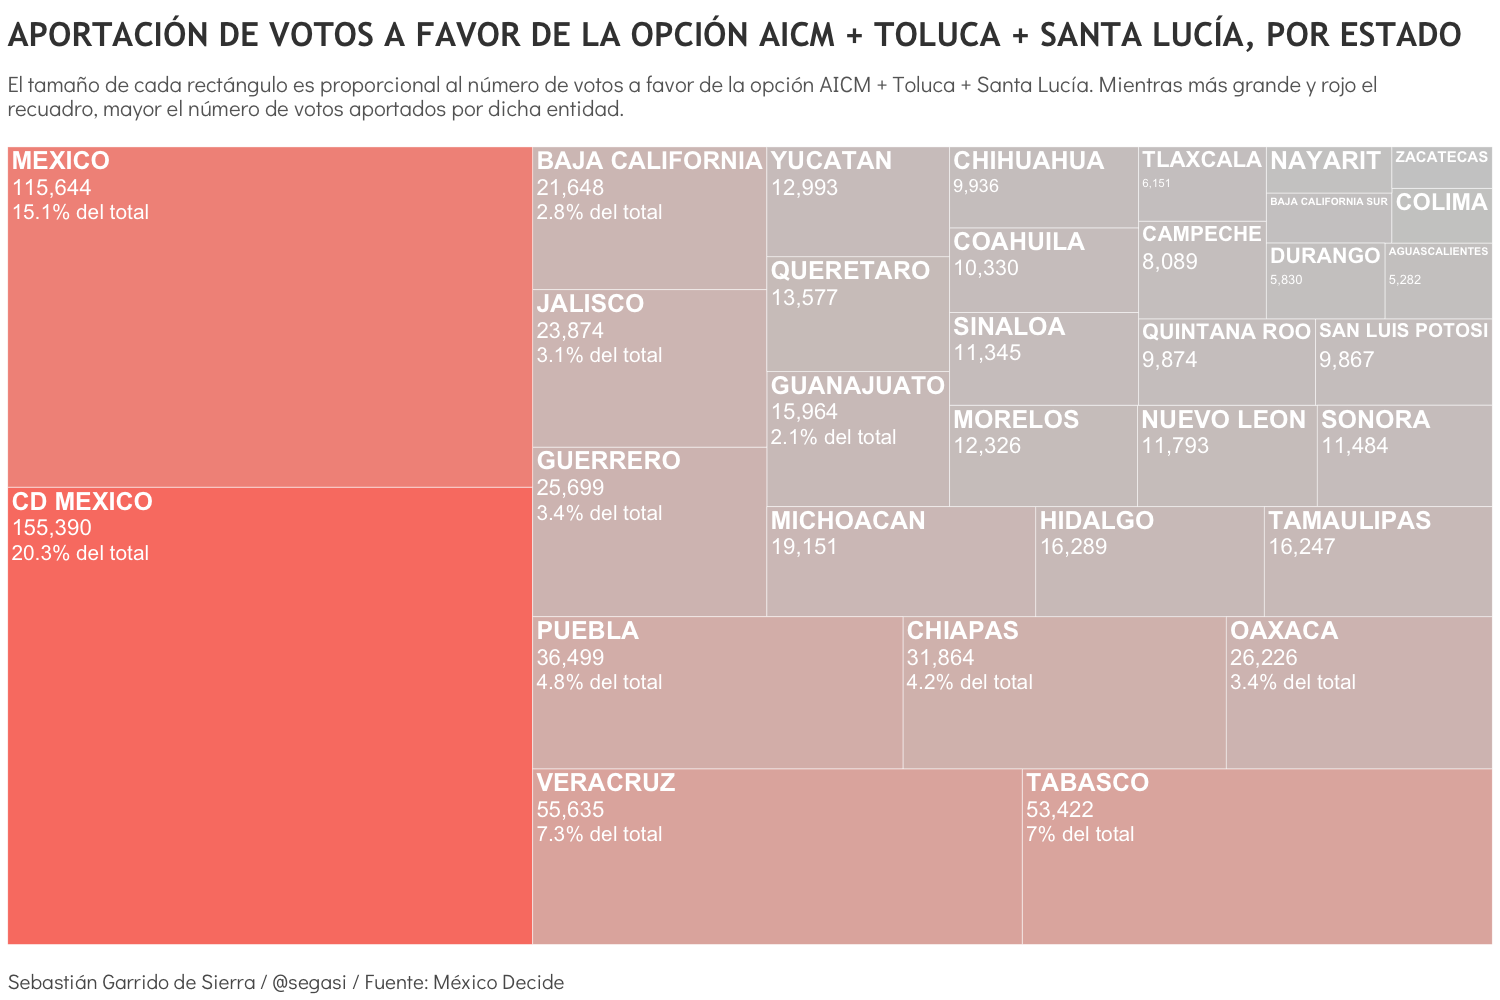 APORTACIÓN DE VOTOS A FAVOR DE LA OPCIÓN AICM + TOLUCA + SANTA LUCÍA, POR ESTADO
El tamaño de cada rectángulo es proporcional al número de votos a favor de la opción AICM + Toluca + Santa Lucía. Mientras más grande y rojo el
recuadro, mayor el número de votos aportados por dicha entidad.
MEXICO
115,644
15.1% del total
CD MEXICO
155,390
20.3% del total
BAJA CALIFORNIA
21,648
2.8% del total
JALISCO
23,874
3.1% del total
GUERRERO
25,699
3.4% del total
YUCATAN
12,993
QUERETARO
13,577
GUANAJUATO
15,964
2.1% del total
CHIHUAHUA
9,936
COAHUILA
10,330
SINALOA
11,345
MORELOS
12,326
TLAXCALA
6,151
CAMPECHE
8,089
NAYARIT
BAJA CALIFORNIA SUR
ZACATECAS
COLIMA
DURANGO
5,830
AGUASCALIENTES
5,282
QUINTANA ROO
9,874
SAN LUIS POTOSI
9,867
NUEVO LEON
11,793
SONORA
11,484
MICHOACAN
19,151
HIDALGO
16,289
TAMAULIPAS
16,247
PUEBLA
36,499
4.8% del total
CHIAPAS
31,864
4.2% del total
OAXACA
26,226
3.4% del total
VERACRUZ
55,635
7.3% del total
TABASCO
53,422
7% del total
Sebastián Garrido de Sierra / @segasi / Fuente: México Decide